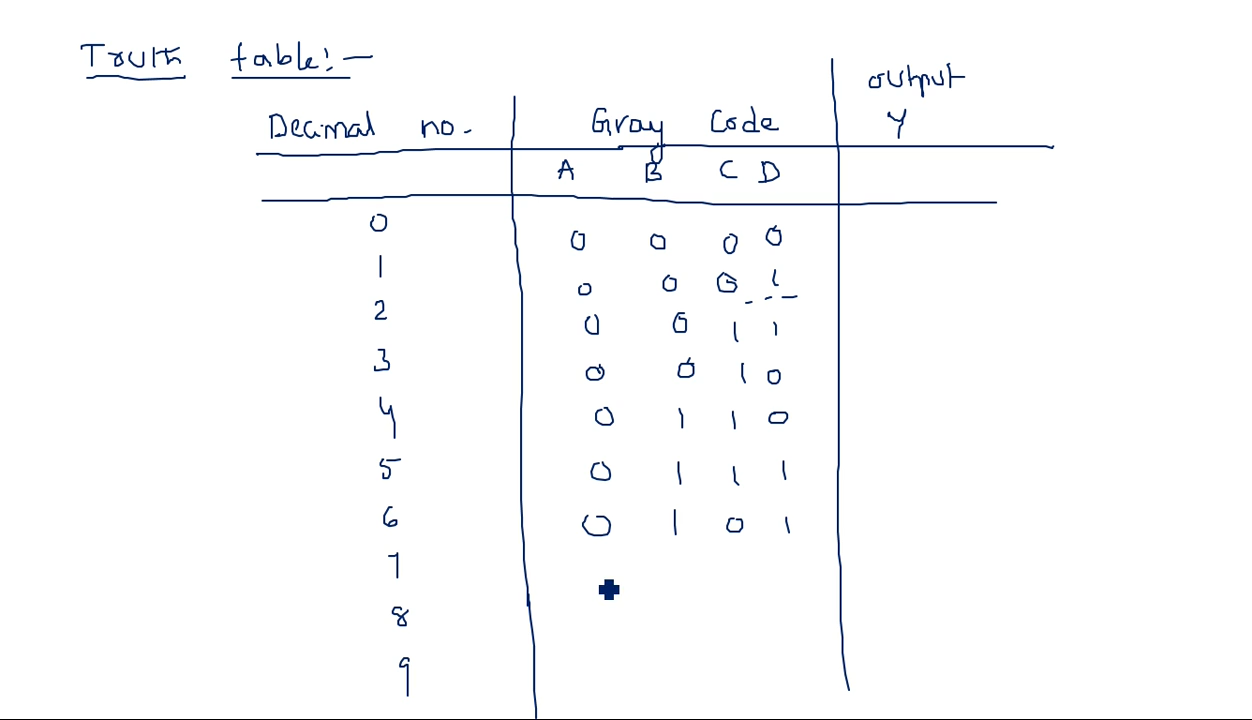 Truth table:-
output
Decimal no. Gray Code Y
A B C D
0 0 0 0 0
1 0 0 0 1
2 0 0 1 1
3 0 0 1 0
4 0 1 1 0
5 0 1 1 1
6 0 1 0 1
7
8
9